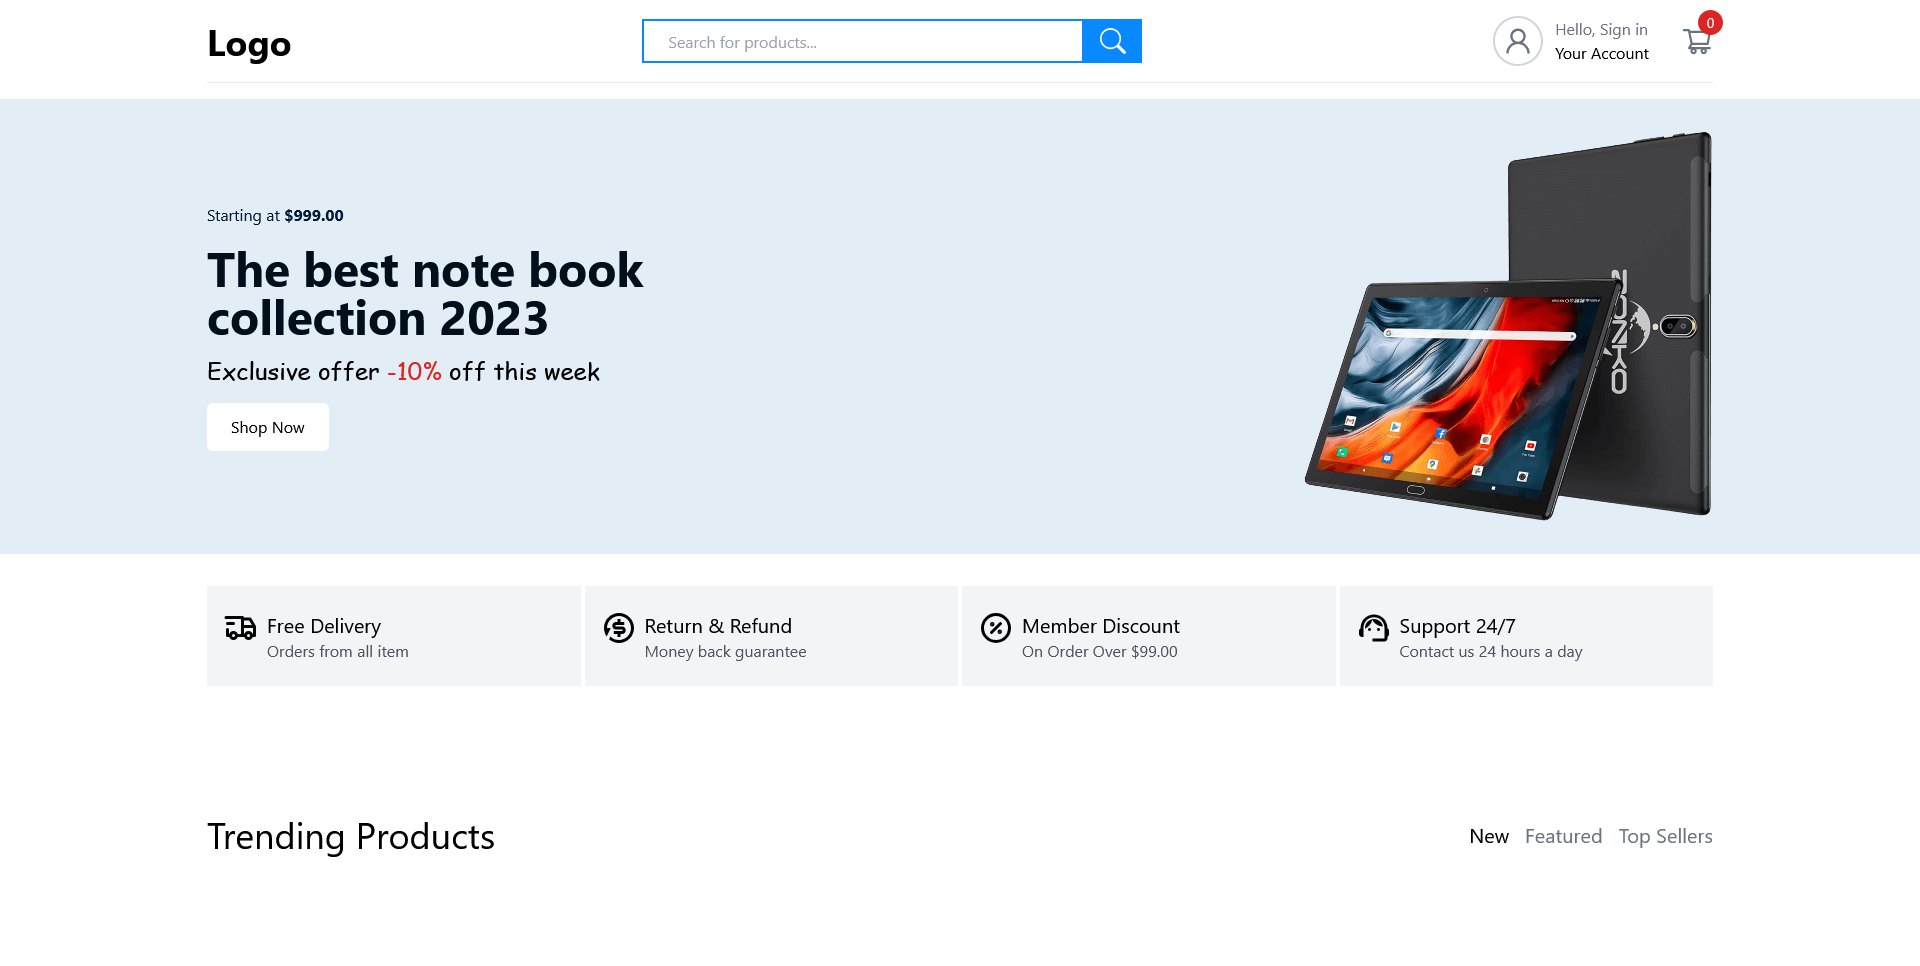 Logo
Search for products...
Hello, Sign in
Your Account
0
Starting at $999.00
The best note book
collection 2023
Exclusive offer -10% off this week
Shop Now
Free Delivery
Orders from all item
Return & Refund
Money back guarantee
Member Discount
On Order Over $99.00
Support 24/7
Contact us 24 hours a day
Trending Products
New
Featured
Top Sellers